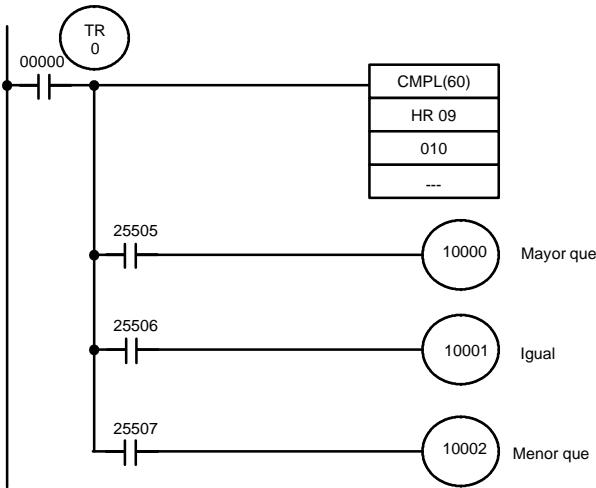 TR
0
00000
CMPL(60)
HR 09
010
---
25505
10000
Mayor que
25506
10001
Igual
25507
10002
Menor que